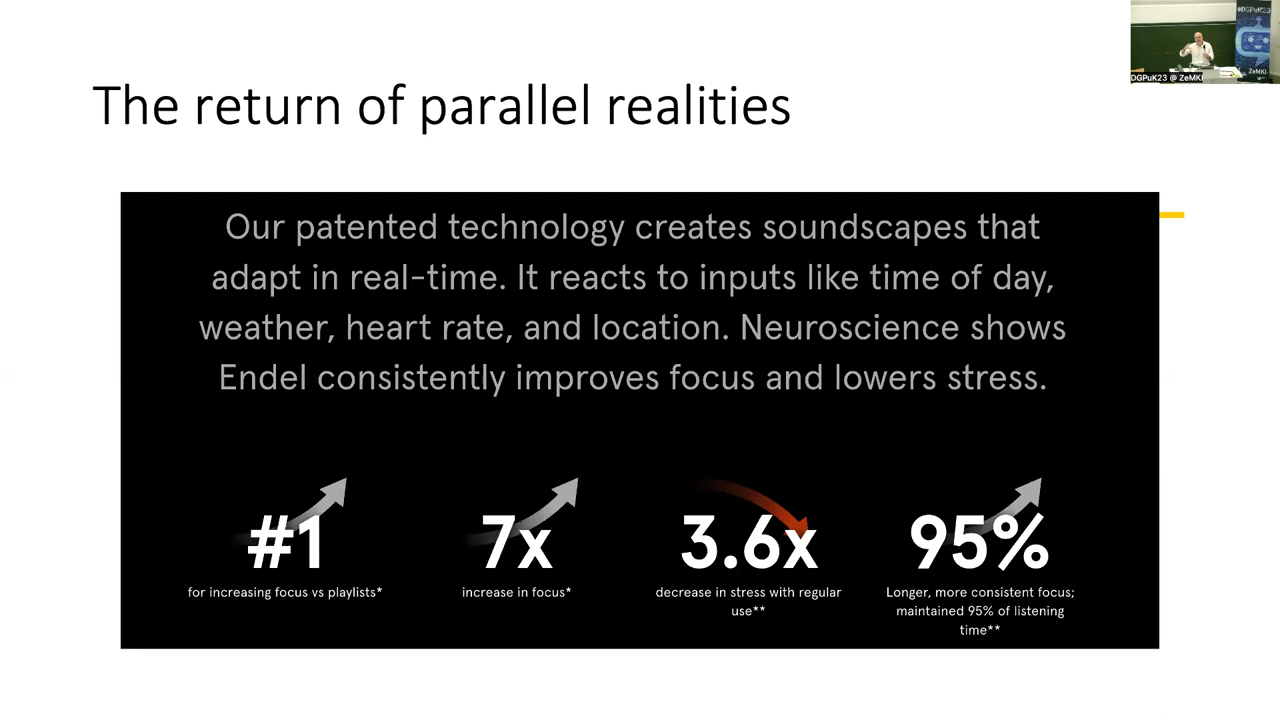 #DGPuK23
ZeMKI
DGPuK23 @ ZeMKI
The return of parallel realities
Our patented technology creates soundscapes that
adapt in real-time. It reacts to inputs like time of day,
weather, heart rate, and location. Neuroscience shows
Endel consistently improves focus and lowers stress.
#1
for increasing focus vs playlists*
7x
increase in focus*
3.6x
decrease in stress with regular
use**
95%
Longer, more consistent focus;
maintained 95% of listening
time**